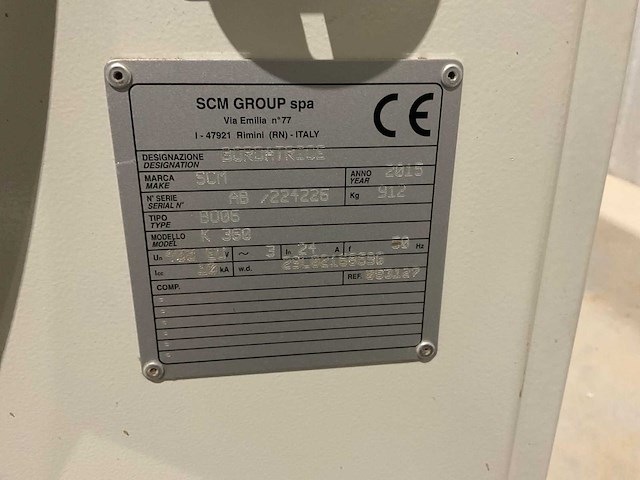 SCM GROUP spa
Via Emilia n°77
I - 47921 Rimini (RN) - ITALY
CE
DESIGNAZIONE
DESIGNATION BORDATRICE
MARCA
MAKE SCM ANNO
YEAR 2015
N° SERIE
SERIAL N° AB /224226 Kg 912
TIPO
TYPE
MODELLO
MODEL K 360
Un V ~ 3 In 24 A f Hz
Icc kA w.d.
COMP. REF.